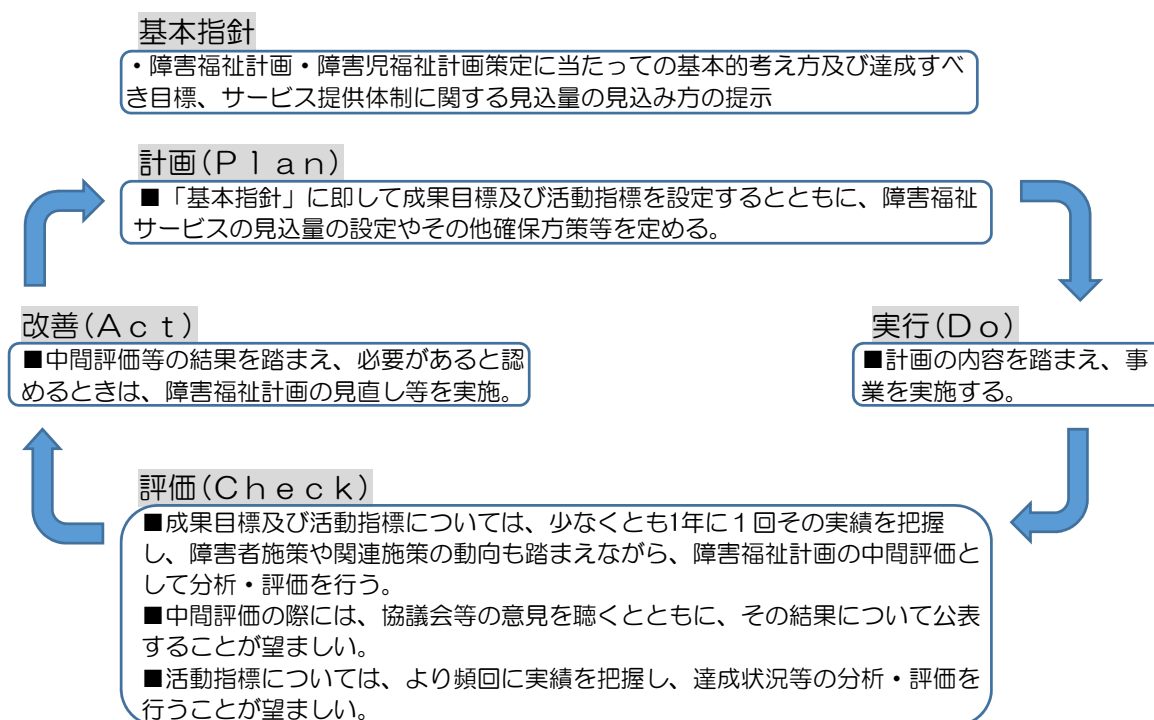 基本指針
・障害福祉計画・障害児福祉計画策定に当たっての基本的考え方及び達成すべ
き目標、サービス提供体制に関する見込量の見込み方の提示
計画(Ｐｌａｎ)
■「基本指針」に即して成果目標及び活動指標を設定するとともに、障害福祉
サービスの見込量の設定やその他確保方策等を定める。
改善(Ａｃｔ)
■中間評価等の結果を踏まえ、必要があると認
めるときは、障害福祉計画の見直し等を実施。
実行(Ｄｏ)
■計画の内容を踏まえ、事
業を実施する。
評価(Ｃｈｅｃｋ)
■成果目標及び活動指標については、少なくとも1年に１回その実績を把握
し、障害者施策や関連施策の動向も踏まえながら、障害福祉計画の中間評価と
して分析・評価を行う。
■中間評価の際には、協議会等の意見を聴くとともに、その結果について公表
することが望ましい。
■活動指標については、より頻回に実績を把握し、達成状況等の分析・評価を
行うことが望ましい。